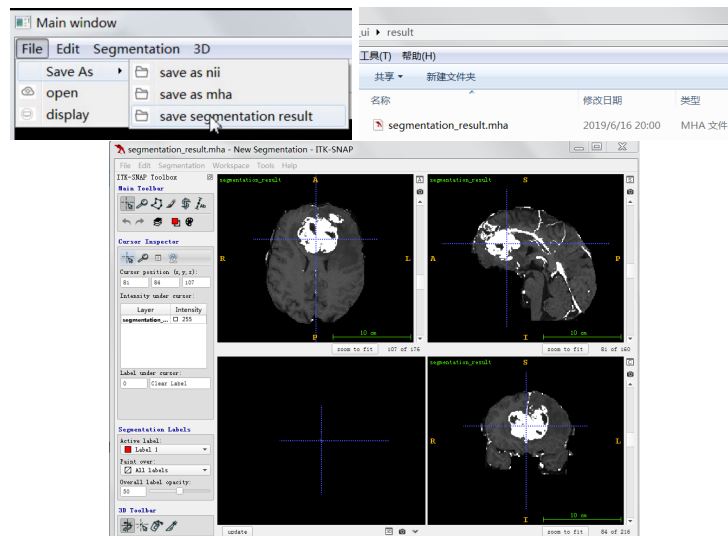 Main window
File Edit Segmentation 3D
Save As
open
display
save as nii
save as mha
save segmentation result
_ui ▸ result
工具(T) 帮助(H)
共享 新建文件夹
名称 修改日期 类型
segmentation_result.mha 2019/6/16 20:00 MHA 文件
segmentation_result.mha - New Segmentation - ITK-SNAP
File Edit Segmentation Workspace Tools Help
ITK-SNAP Toolbox
Main Toolbar
Cursor Inspector
Cursor position (x,y,z):
81 84 107
Intensity under cursor:
Layer Intensity
segmentation_... 255
Label under cursor:
0 Clear Label
Segmentation Labels
Active label:
Label 1
Paint over:
All labels
Overall label opacity:
50
3D Toolbar
segmentation_result A
R L
P
10 cm
zoom to fit 107 of 176
segmentation_result S
A P
I
10 cm
zoom to fit 81 of 160
update
segmentation_result S
R L
I
10 cm
zoom to fit 84 of 216